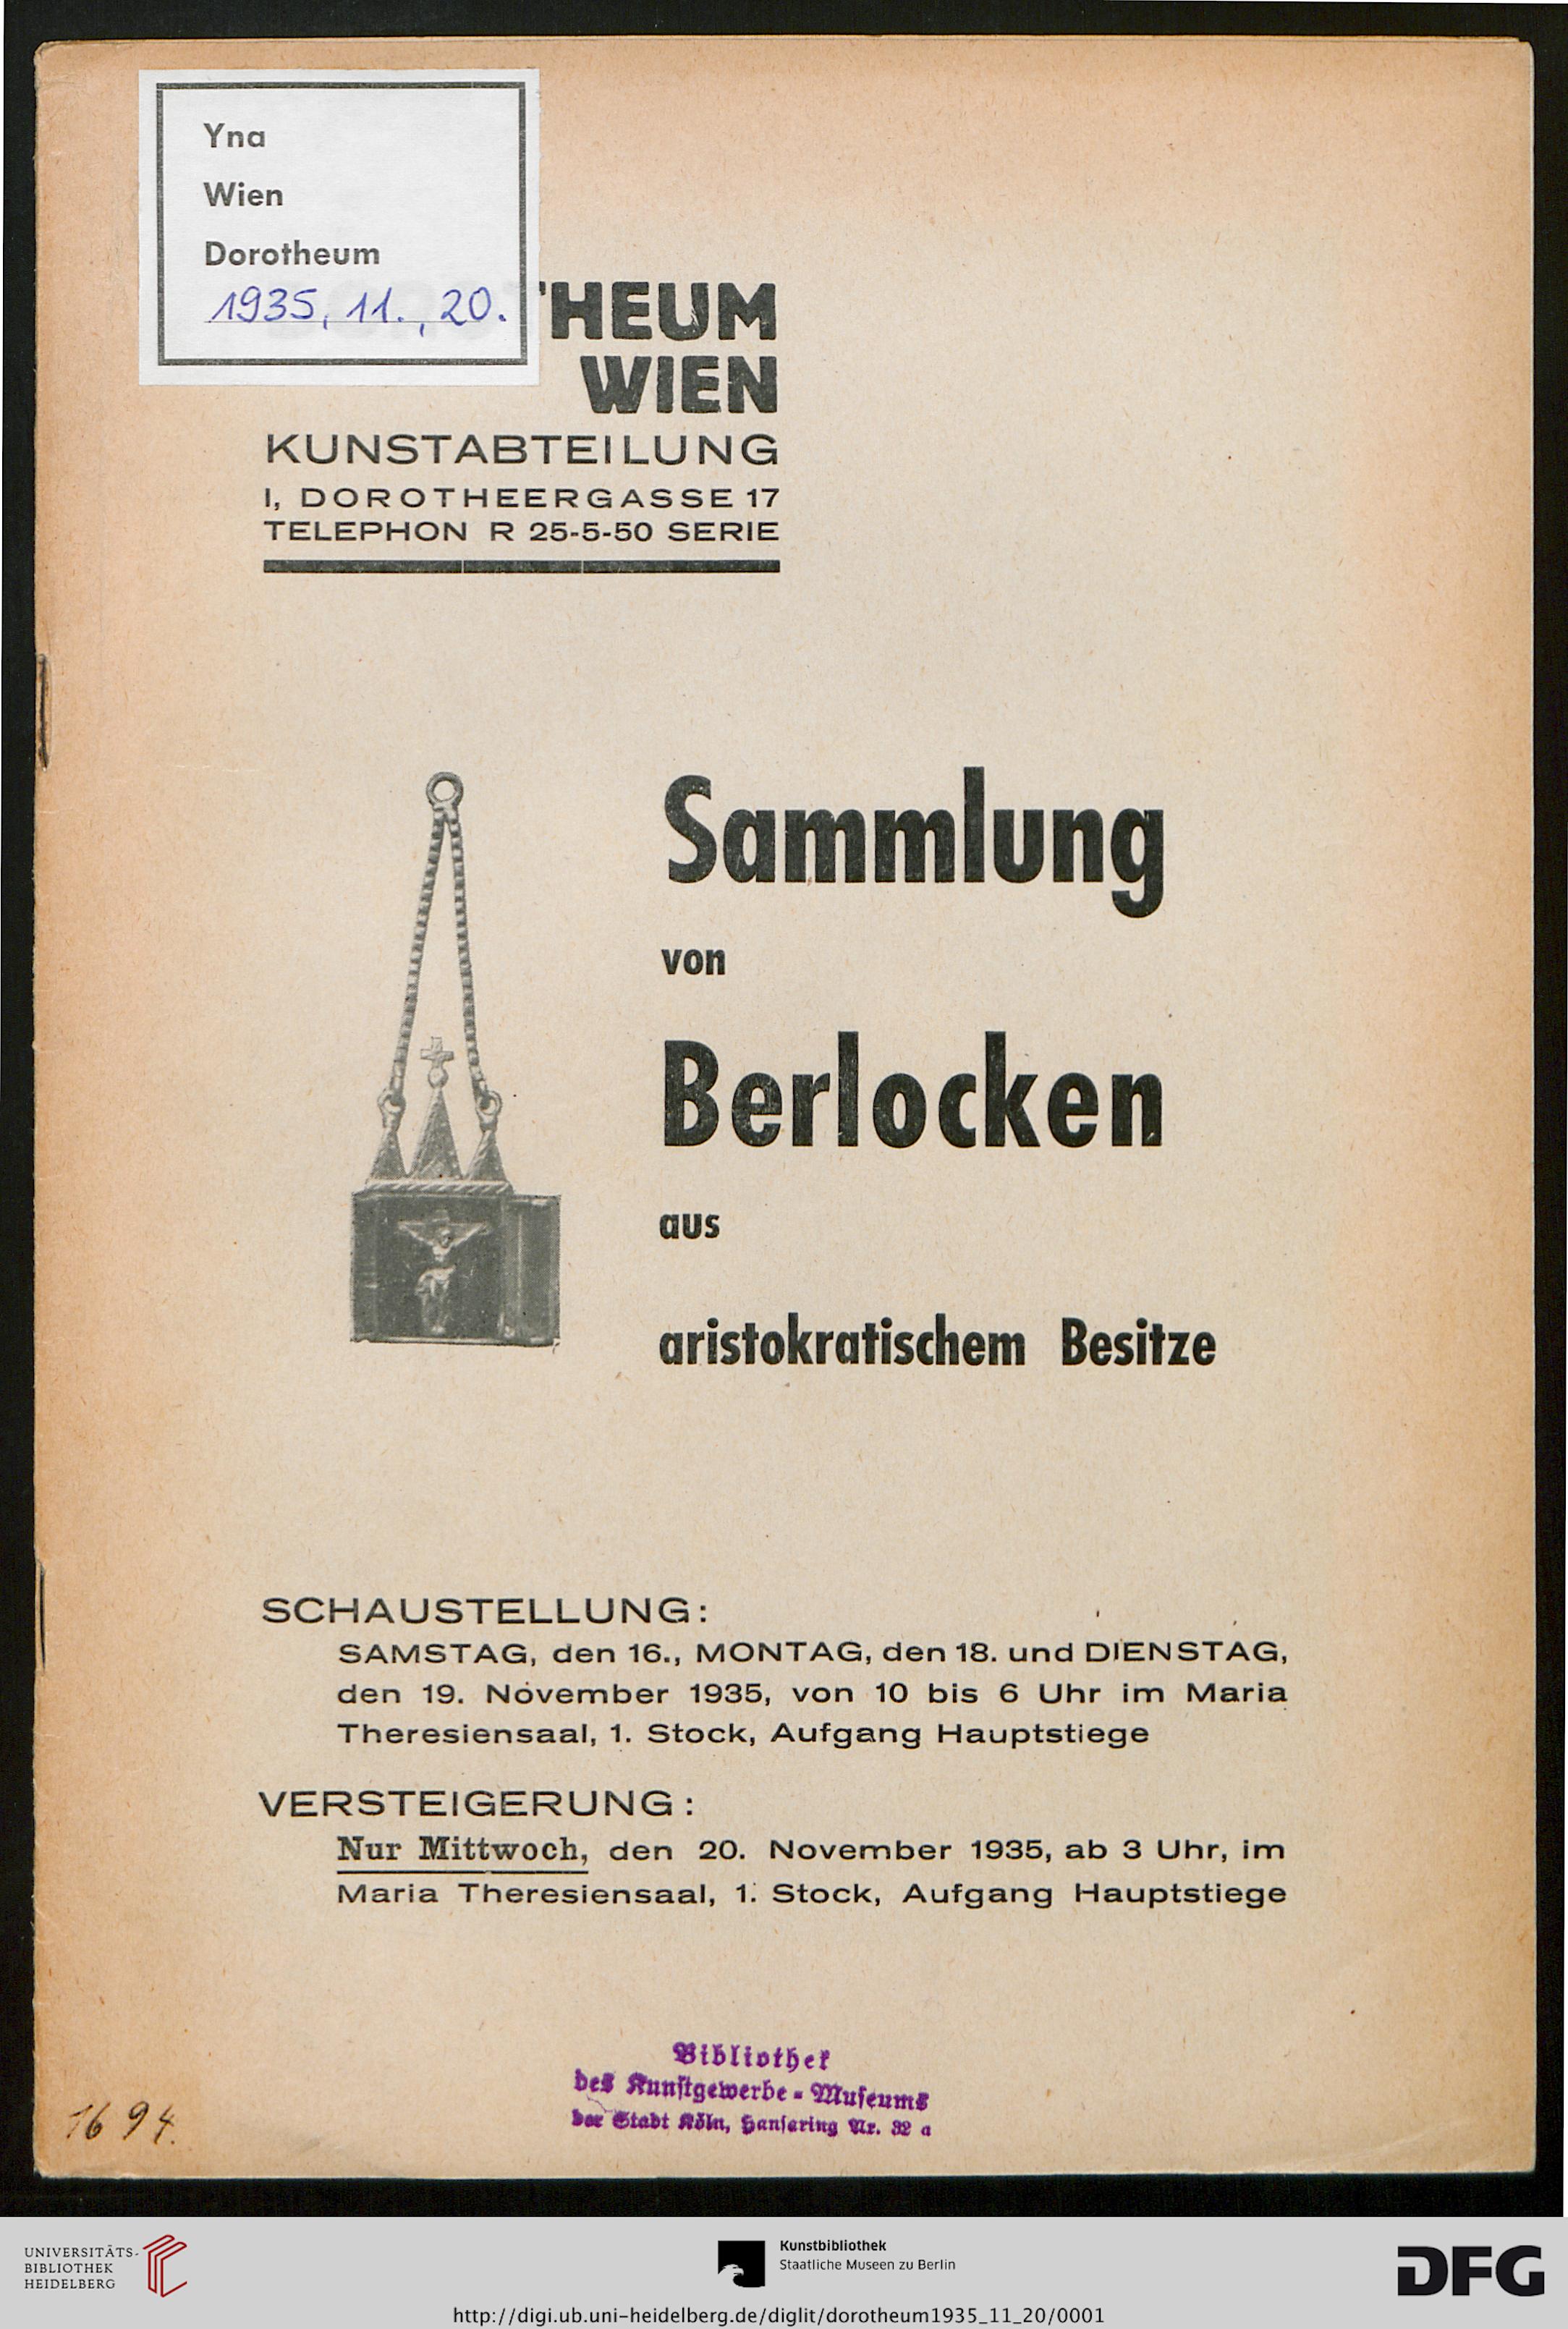 Yna
Wien
Dorotheum
1935, 11., 20.
THEUM
WIEN
KUNSTABTEILUNG
I, DOROTHEERGASSE 17
TELEPHON R 25-5-50 SERIE
Sammlung
von
Berlocken
aus
aristokratischem Besitze
SCHAUSTELLUNG:
SAMSTAG, den 16., MONTAG, den 18. und DIENSTAG,
den 19. November 1935, von 10 bis 6 Uhr im Maria
Theresiensaal, 1. Stock, Aufgang Hauptstiege
VERSTEIGERUNG:
Nur Mittwoch, den 20. November 1935, ab 3 Uhr, im
Maria Theresiensaal, 1. Stock, Aufgang Hauptstiege
Bibliothek
des Kunstgewerbe-Museums
der Stadt Köln, Hansaring Nr. 32 a
1694.
UNIVERSITÄTS-
BIBLIOTHEK
HEIDELBERG
Kunstbibliothek
Staatliche Museen zu Berlin
DFG
http://digi.ub.uni-heidelberg.de/diglit/dorotheum1935_11_20/0001